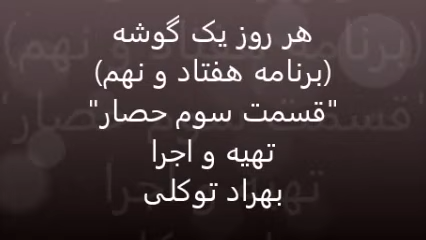 هر روز یک گوشه
(برنامه هفتاد و نهم)
"قسمت سوم حصار"
تهیه و اجرا
بهراد توکلی